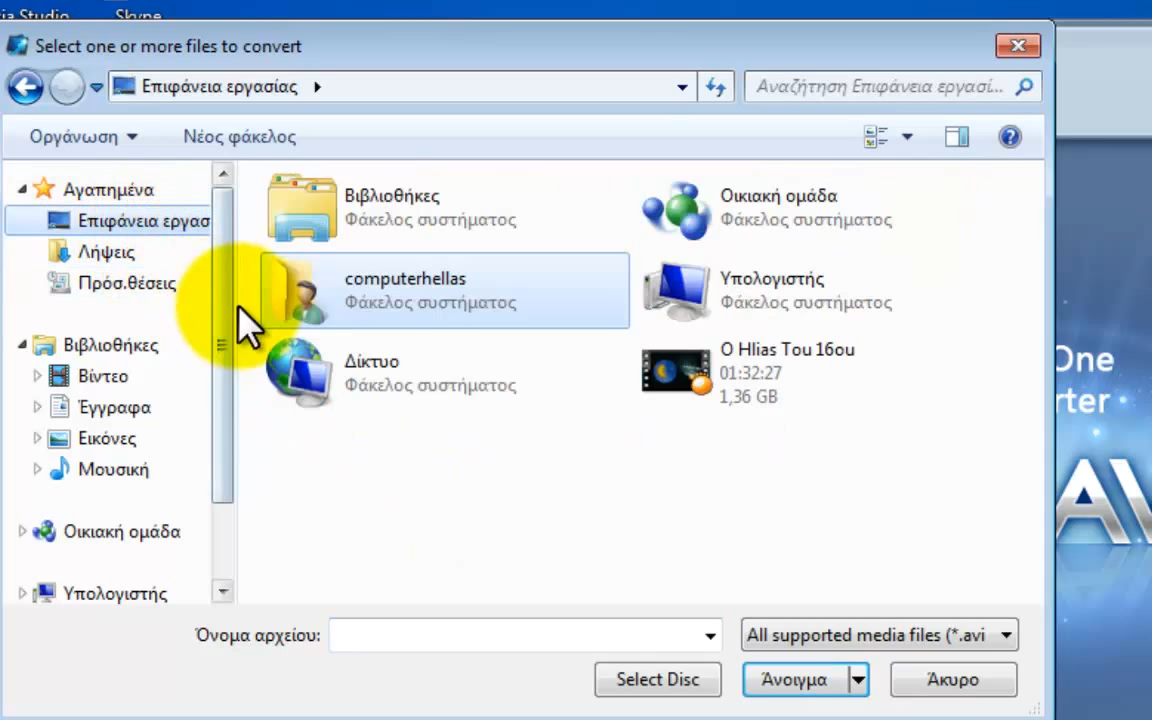 Skype
Select one or more files to convert
Επιφάνεια εργασίας
Αναζήτηση Επιφάνεια εργασί...
Οργάνωση
Νέος φάκελος
Αγαπημένα
Επιφάνεια εργασ
Λήψεις
Πρόσ.θέσεις
Βιβλιοθήκες
Βίντεο
Έγγραφα
Εικόνες
Μουσική
Οικιακή ομάδα
Υπολογιστής
Βιβλιοθήκες
Φάκελος συστήματος
Οικιακή ομάδα
Φάκελος συστήματος
computerhellas
Φάκελος συστήματος
Υπολογιστής
Φάκελος συστήματος
Δίκτυο
Φάκελος συστήματος
O Hlias Tou 16ou
01:32:27
1,36 GB
One
rter
Όνομα αρχείου:
All supported media files (*.avi
Select Disc
Άνοιγμα
Άκυρο